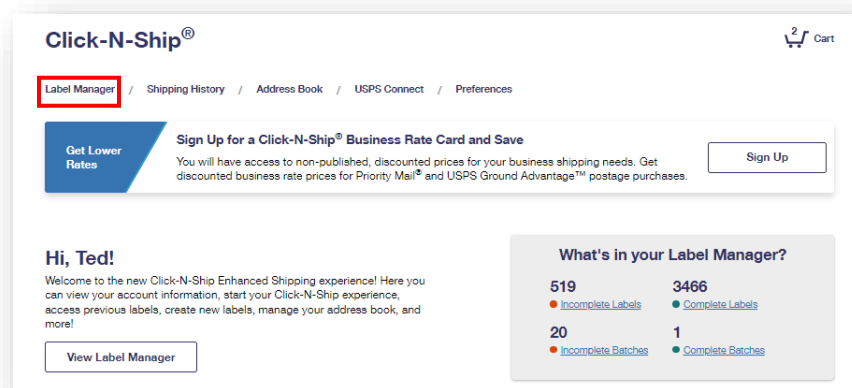 Click-N-Ship®
2
Cart
Label Manager / Shipping History / Address Book / USPS Connect / Preferences
Get Lower
Rates
Sign Up for a Click-N-Ship® Business Rate Card and Save
You will have access to non-published, discounted prices for your business shipping needs. Get
discounted business rate prices for Priority Mail® and USPS Ground Advantage™ postage purchases.
Sign Up
Hi, Ted!
Welcome to the new Click-N-Ship Enhanced Shipping experience! Here you
can view your account information, start your Click-N-Ship experience,
access previous labels, create new labels, manage your address book, and
more!
View Label Manager
What's in your Label Manager?
519 3466
Incomplete Labels Complete Labels
20 1
Incomplete Batches Complete Batches